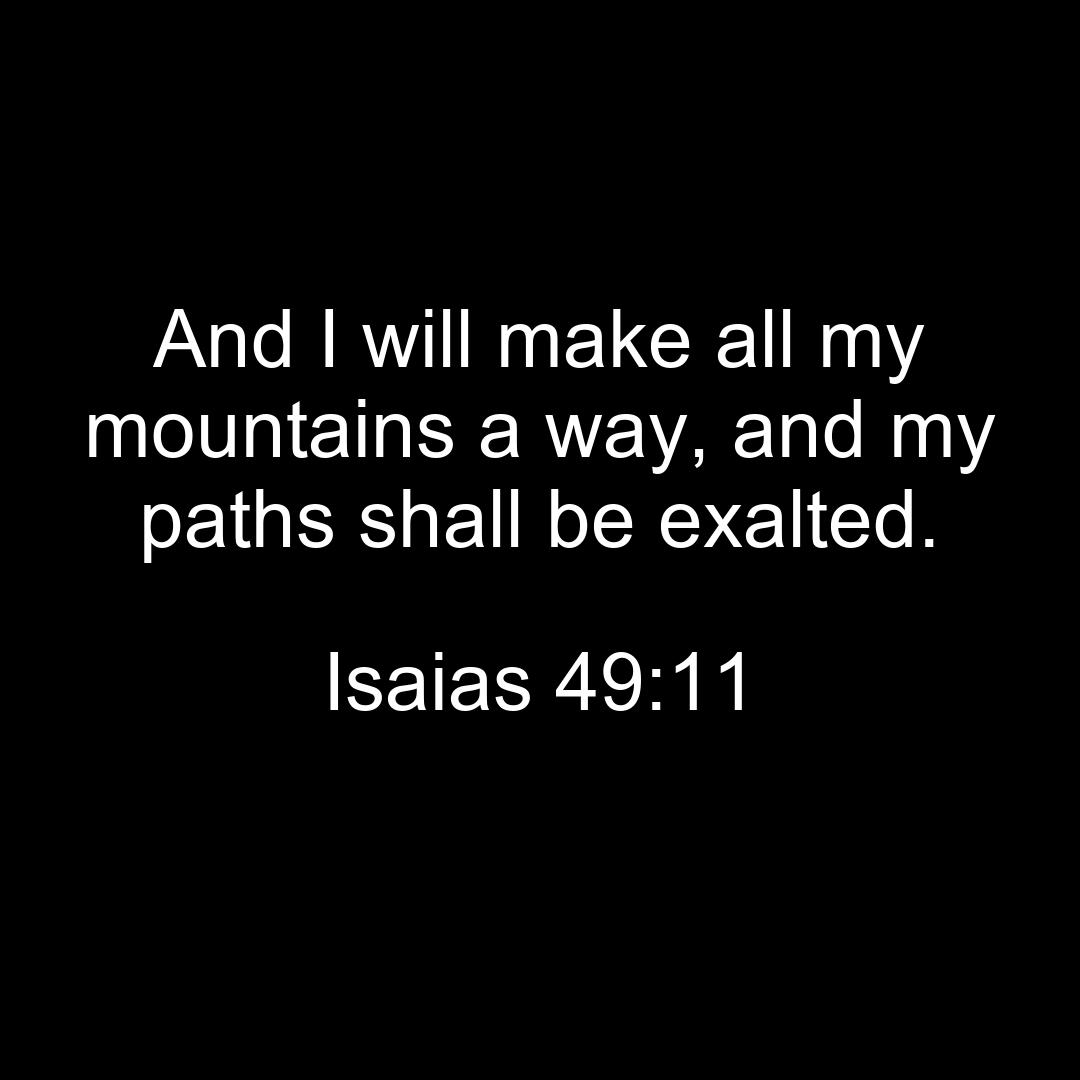 And I will make all my
mountains a way, and my
paths shall be exalted.
Isaias 49:11